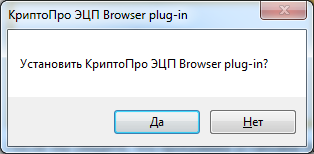 КриптоПро ЭЦП Browser plug-in
Установить КриптоПро ЭЦП Browser plug-in?
Да
Нет